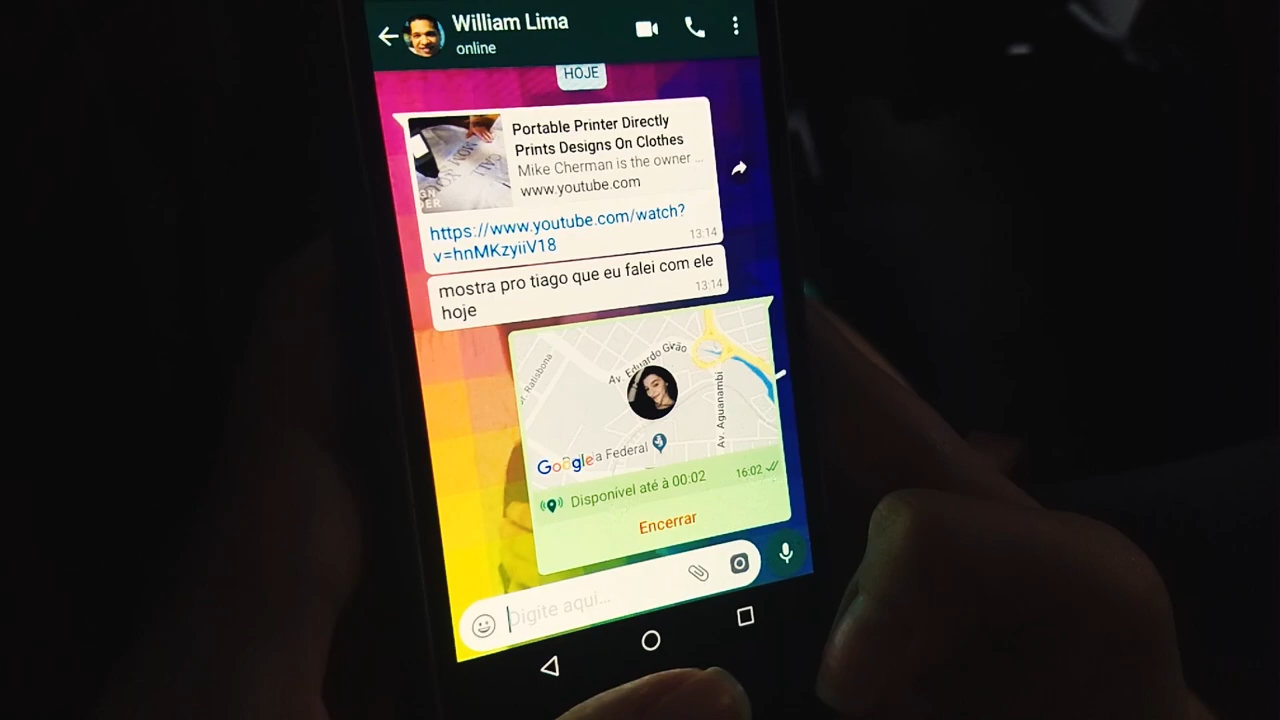 William Lima
online
HOJE
Portable Printer Directly
Prints Designs On Clothes
Mike Cherman is the owner ...
www.youtube.com
https://www.youtube.com/watch?
v=hnMKzyiiV18
13:14
mostra pro tiago que eu falei com ele
hoje
13:14
Av. Eduardo Girão
Ratisbona
Av. Aguanambi
Google
a Federal
Disponível até à 00:02
16:02
Encerrar
Digite aqui...